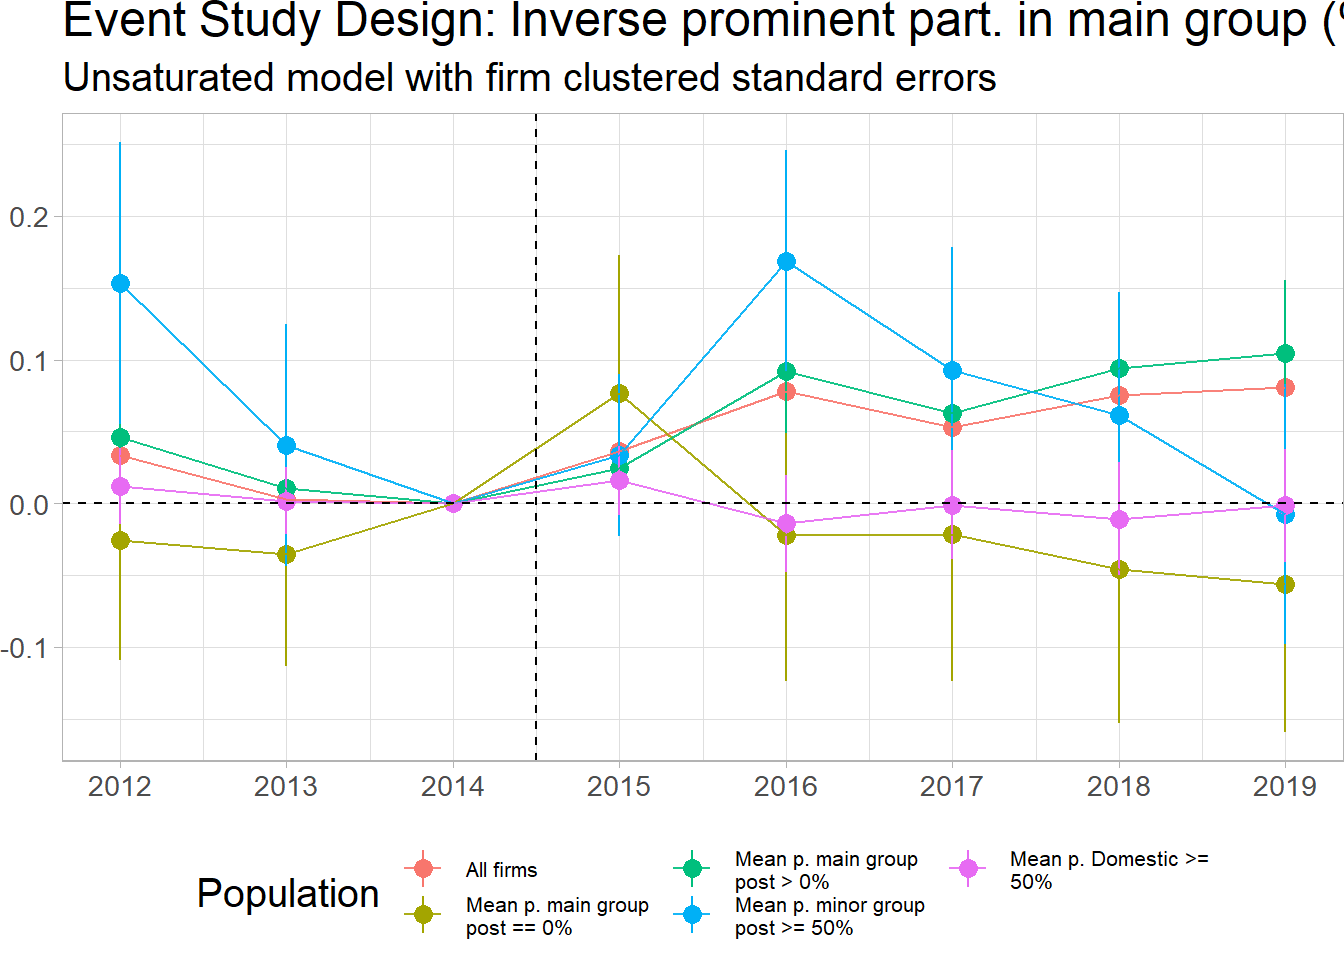 Event Study Design: Inverse prominent part. in main group (
Unsaturated model with firm clustered standard errors
0.2
0.1
0.0
-0.1
2012 2013 2014 2015 2016 2017 2018 2019
Population
All firms
Mean p. main group
post == 0%
Mean p. main group
post > 0%
Mean p. minor group
post >= 50%
Mean p. Domestic >=
50%